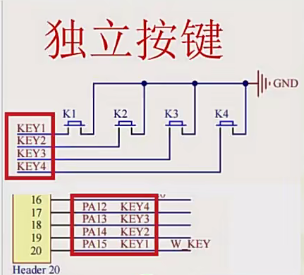 独立按键
GND
K1 K2 K3 K4
KEY1
KEY2
KEY3
KEY4
16
17 PA12 KEY4
18 PA13 KEY3
19 PA14 KEY2
20 PA15 KEY1 W_KEY
Header 20